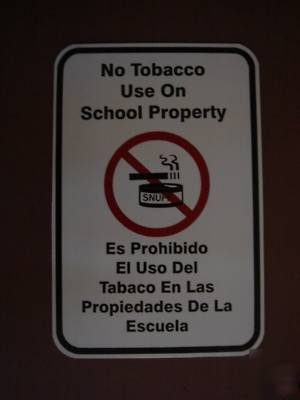 No Tobacco
Use On
School Property
SNUFF
Es Prohibido
El Uso Del
Tabaco En Las
Propiedades De La
Escuela